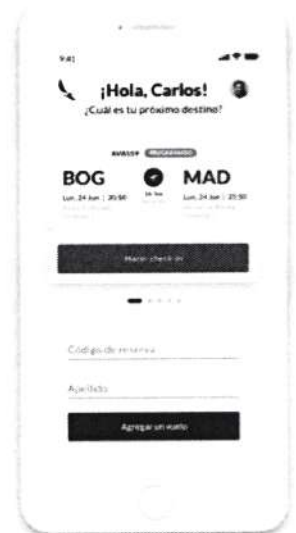 9:41
¡Hola, Carlos!
¿Cuál es tu próximo destino?
BOG
MAD
Lun, 24 Jun | 20:50
Lun, 24 Jun | 20:50
Hacer check-in
Código de reserva
Apellido
Agregar un vuelo